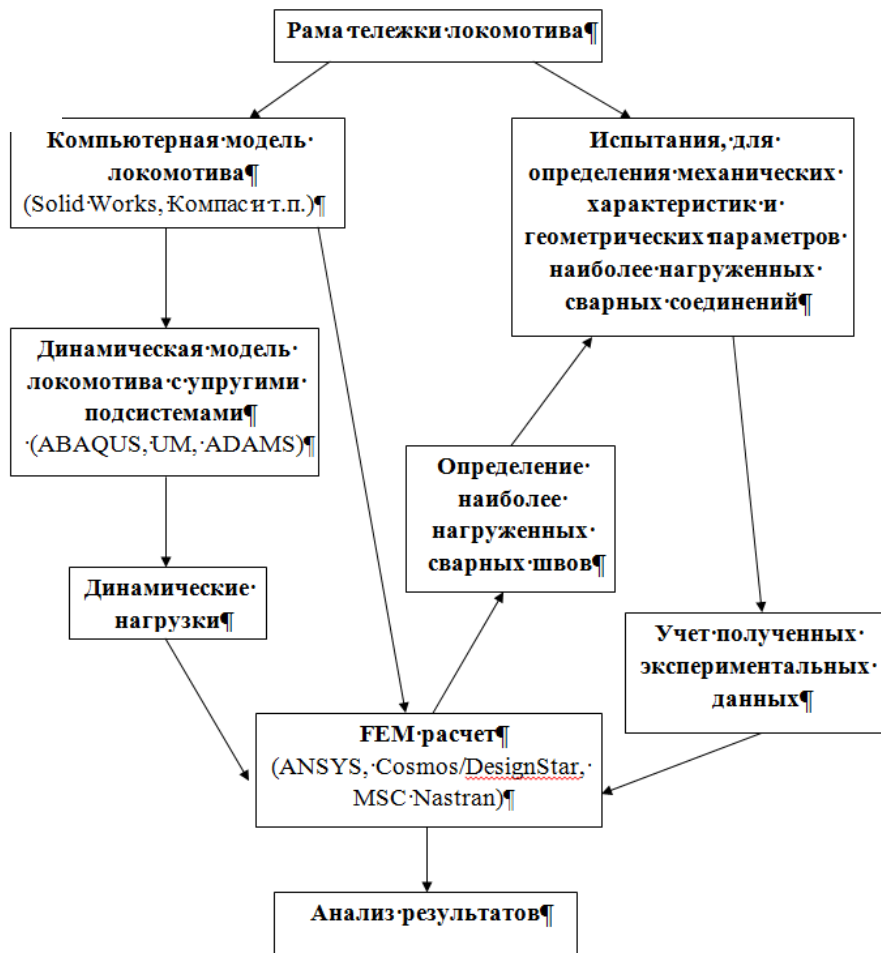 Рама тележки локомотива¶
Компьютерная·модель·
локомотива¶
(Solid·Works,·Компас·и·т.п.)¶
Испытания,·для·
определения·механических·
характеристик·и·
геометрических·параметров·
наиболее·нагруженных·
сварных·соединений¶
Динамическая·модель·
локомотива·с·упругими·
подсистемами¶
·(ABAQUS,·UM,·ADAMS)¶
Определение·
наиболее·
нагруженных·
сварных·швов¶
Динамические·
нагрузки¶
Учет·полученных·
экспериментальных·
данных¶
FEM·расчет¶
(ANSYS,·Cosmos/DesignStar,·
MSC·Nastran)¶
Анализ·результатов¶